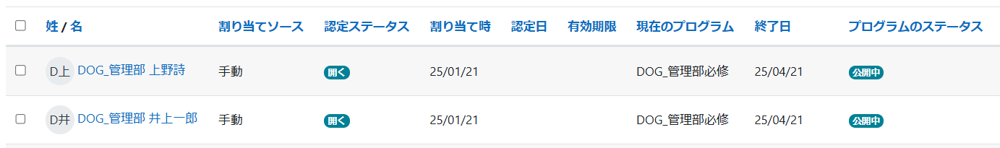 姓 / 名 割り当てソース 認定ステータス 割り当て時 認定日 有効期限 現在のプログラム 終了日 プログラムのステータス
D上 DOG_管理部 上野詩 手動 開く 25/01/21 DOG_管理部必修 25/04/21 公開中
D井 DOG_管理部 井上一郎 手動 開く 25/01/21 DOG_管理部必修 25/04/21 公開中